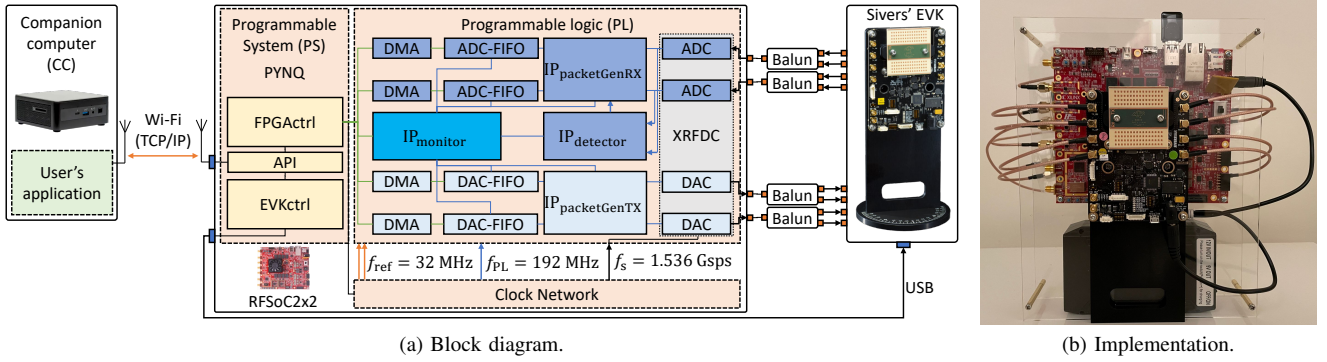 Companion
computer
(CC)
Wi-Fi
(TCP/IP)
User's
application
Programmable
System (PS)
PYNQ
FPGActrl
API
EVKctrl
RFSoC2x2
Programmable logic (PL)
DMA
ADC-FIFO
DMA
ADC-FIFO
IPpacketGenRX
ADC
ADC
IPmonitor
IPdetector
XRFDC
DMA
DAC-FIFO
DMA
DAC-FIFO
IPpacketGenTX
DAC
DAC
fref = 32 MHz
fPL = 192 MHz
fs = 1.536 Gsps
Clock Network
Balun
Balun
Balun
Balun
Sivers' EVK
USB
(a) Block diagram.
(b) Implementation.